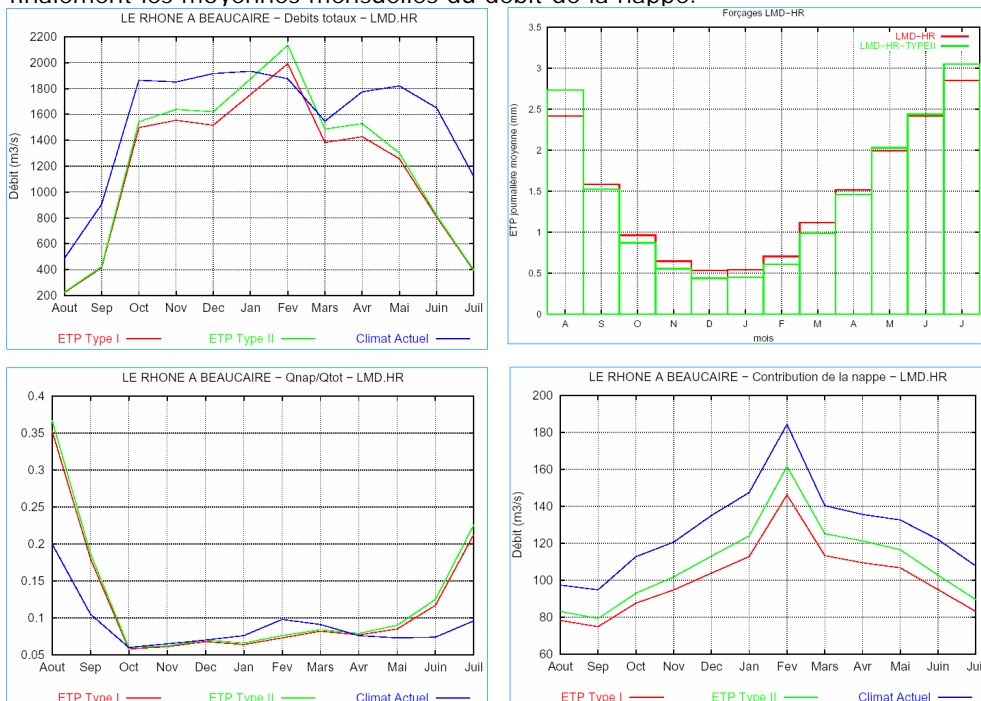 finalement les moyennes mensuelles du débit de la nappe.
LE RHONE A BEAUCAIRE – Debits totaux – LMD.HR
2200
2000
1800
1600
1400
1200
1000
800
600
400
200
Débit (m3/s)
Aout Sep Oct Nov Dec Jan Fev Mars Avr Mai Juin Juil
ETP Type I ETP Type II Climat Actuel
Forçages LMD–HR
LMD–HR
LMD–HR–TYPEII
3.5
3
2.5
2
1.5
1
0.5
0
ETP journalière moyenne (mm)
A S O N D J F M A M J J
mois
LE RHONE A BEAUCAIRE – Qnap/Qtot – LMD.HR
0.4
0.35
0.3
0.25
0.2
0.15
0.1
0.05
Aout Sep Oct Nov Dec Jan Fev Mars Avr Mai Juin Juil
ETP Type I ETP Type II Climat Actuel
LE RHONE A BEAUCAIRE – Contribution de la nappe – LMD.HR
200
180
160
140
120
100
80
60
Débit (m3/s)
Aout Sep Oct Nov Dec Jan Fev Mars Avr Mai Juin Juil
ETP Type I ETP Type II Climat Actuel